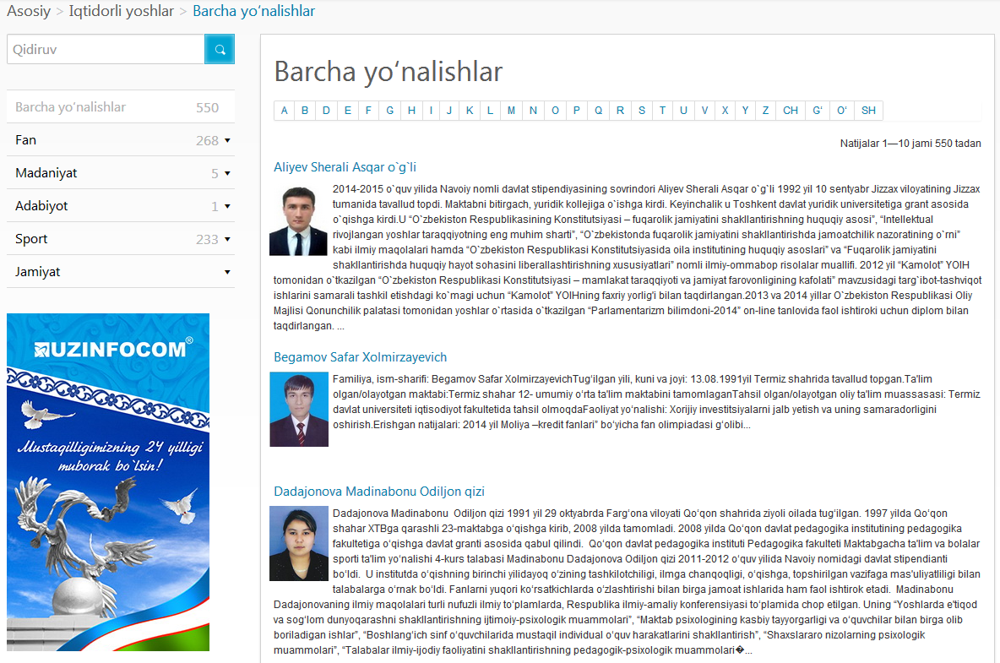 Asosiy > Iqtidorli yoshlar > Barcha yo‘nalishlar
Qidiruv
Barcha yo‘nalishlar 550
Fan 268
Madaniyat 5
Adabiyot 1
Sport 233
Jamiyat
UZINFOCOM®
Mustaqilligimizning 24 yilligi
muborak bo`lsin!
Barcha yo‘nalishlar
A B D E F G H I J K L M N O P Q R S T U V X Y Z CH G‘ O‘ SH
Natijalar 1—10 jami 550 tadan
Aliyev Sherali Asqar o`g`li
2014-2015 o`quv yilida Navoiy nomli davlat stipendiyasining sovrindori Aliyev Sherali Asqar o`g`li 1992 yil 10 sentyabr Jizzax viloyatining Jizzax
tumanida tavallud topdi. Maktabni bitirgach, yuridik kollejiga o`ishga kirdi. Keyinchalik u Toshkent davlat yuridik universitetiga grant asosida
o`qishga kirdi.U “O`zbekiston Respublikasining Konstitutsiyasi – fuqarolik jamiyatini shakllantirishning huquqiy asosi”, “Intellektual
rivojlangan yoshlar taraqqiyotning eng muhim sharti”, “O`zbekistonda fuqarolik jamiyatini shakllantirishda jamoatchilik nazoratining o`rni”
kabi ilmiy maqolalari hamda “O`zbekiston Respublikasi Konstitutsiyasida oila institutining huquqiy asoslari” va “Fuqarolik jamiyatini
shakllantirishda huquqiy hayot sohasini liberallashtirishning xususiyatlari” nomli ilmiy-ommabop risolalar muallifi. 2012 yil “Kamolot” YOIH
tomonidan o`tkazilgan “O`zbekiston Respublikasi Konstitutsiyasi – mamlakat taraqqiyoti va jamiyat farovonligining kafolati” mavzusidagi targ`ibot-tashviqot
ishlarini samarali tashkil etishdagi ko`magi uchun “Kamolot” YOIHning faxriy yorlig'i bilan taqdirlangan.2013 va 2014 yillar O`zbekiston Respublikasi Oliy
Majlisi Qonunchilik palatasi tomonidan yoshlar o`rtasida o`tkazilgan “Parlamentarizm bilimdoni-2014” on-line tanlovida faol ishtiroki uchun diplom bilan
taqdirlangan. ...
Begamov Safar Xolmirzayevich
Familiya, ism-sharifi: Begamov Safar XolmirzayevichTug‘ilgan yili, kuni va joyi: 13.08.1991yil Termiz shahrida tavallud topgan.Ta'lim
olgan/olayotgan maktabi:Termiz shahar 12- umumiy o‘rta ta'lim maktabini tamomlaganTahsil olgan/olayotgan oliy ta'lim muassasasi: Termiz
davlat universiteti iqtisodiyot fakultetida tahsil olmoqdaFaoliyat yo‘nalishi: Xorijiy investitsiyalarni jalb yetish va uning samaradorligini
oshirish.Erishgan natijalari: 2014 yil Moliya –kredit fanlari” bo‘yicha fan olimpiadasi g‘olibi...
Dadajonova Madinabonu Odiljon qizi
Dadajonova Madinabonu  Odiljon qizi 1991 yil 29 oktyabrda Farg‘ona viloyati Qo‘qon shahrida ziyoli oilada tug‘ilgan. 1997 yilda Qo‘qon
shahar XTBga qarashli 23-maktabga o‘qishga kirib, 2008 yilda tamomladi. 2008 yilda Qo‘qon davlat pedagogika institutining pedagogika
fakultetiga o‘qishga davlat granti asosida qabul qilindi.  Qo‘qon davlat pedagogika instituti Pedagogika fakulteti Maktabgacha ta'lim va bolalar
sporti ta'lim yo‘nalishi 4-kurs talabasi Madinabonu Dadajonova Odiljon qizi 2011-2012 o‘quv yilida Navoiy nomidagi davlat stipendianti
bo‘ldi.  U institutda o‘qishning birinchi yilidayoq o‘zining tashkilotchiligi, ilmga chanqoqligi, o‘qishga, topshirilgan vazifaga mas'uliyatliligi bilan
talabalarga o‘rnak bo‘ldi. Fanlarni yuqori ko‘rsatkichlarda o‘zlashtirishi bilan birga jamoat ishlarida ham faol ishtirok etadi.  Madinabonu
Dadajonovaning ilmiy maqolalari turli nufuzli ilmiy to‘plamlarda, Respublika ilmiy-amaliy konferensiyasi to‘plamida chop etilgan. Uning “Yoshlarda e'tiqod
va sog‘lom dunyoqarashni shakllantirishning ijtimoiy-psixologik muammolari”, “Maktab psixologining kasbiy tayyorgarligi va o‘quvchilar bilan birga olib
boriladigan ishlar”, “Boshlang‘ich sinf o‘quvchilarida mustaqil individual o‘quv harakatlarini shakllantirish”, “Shaxslararo nizolarning psixologik
muammolari”, “Talabalar ilmiy-ijodiy faoliyatini shakllantirishning pedagogik-psixologik muammolari�...